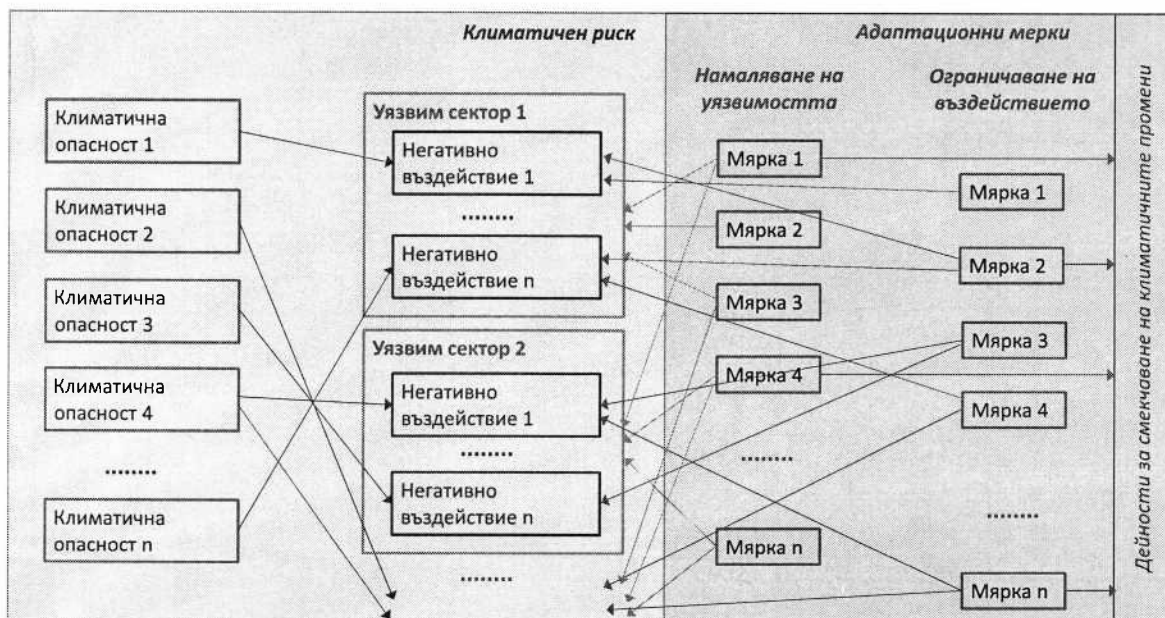 Климатичен риск
Адаптационни мерки
Намаляване на
уязвимостта
Ограничаване на
въздействието
Климатична
опасност 1
Климатична
опасност 2
Климатична
опасност 3
Климатична
опасност 4
........
Климатична
опасност n
Уязвим сектор 1
Негативно
въздействие 1
........
Негативно
въздействие n
Уязвим сектор 2
Негативно
въздействие 1
........
Негативно
въздействие n
........
Мярка 1
Мярка 2
Мярка 3
Мярка 4
........
Мярка n
Мярка 1
Мярка 2
Мярка 3
Мярка 4
........
Мярка n
Дейности за смекчаване на климатичните промени